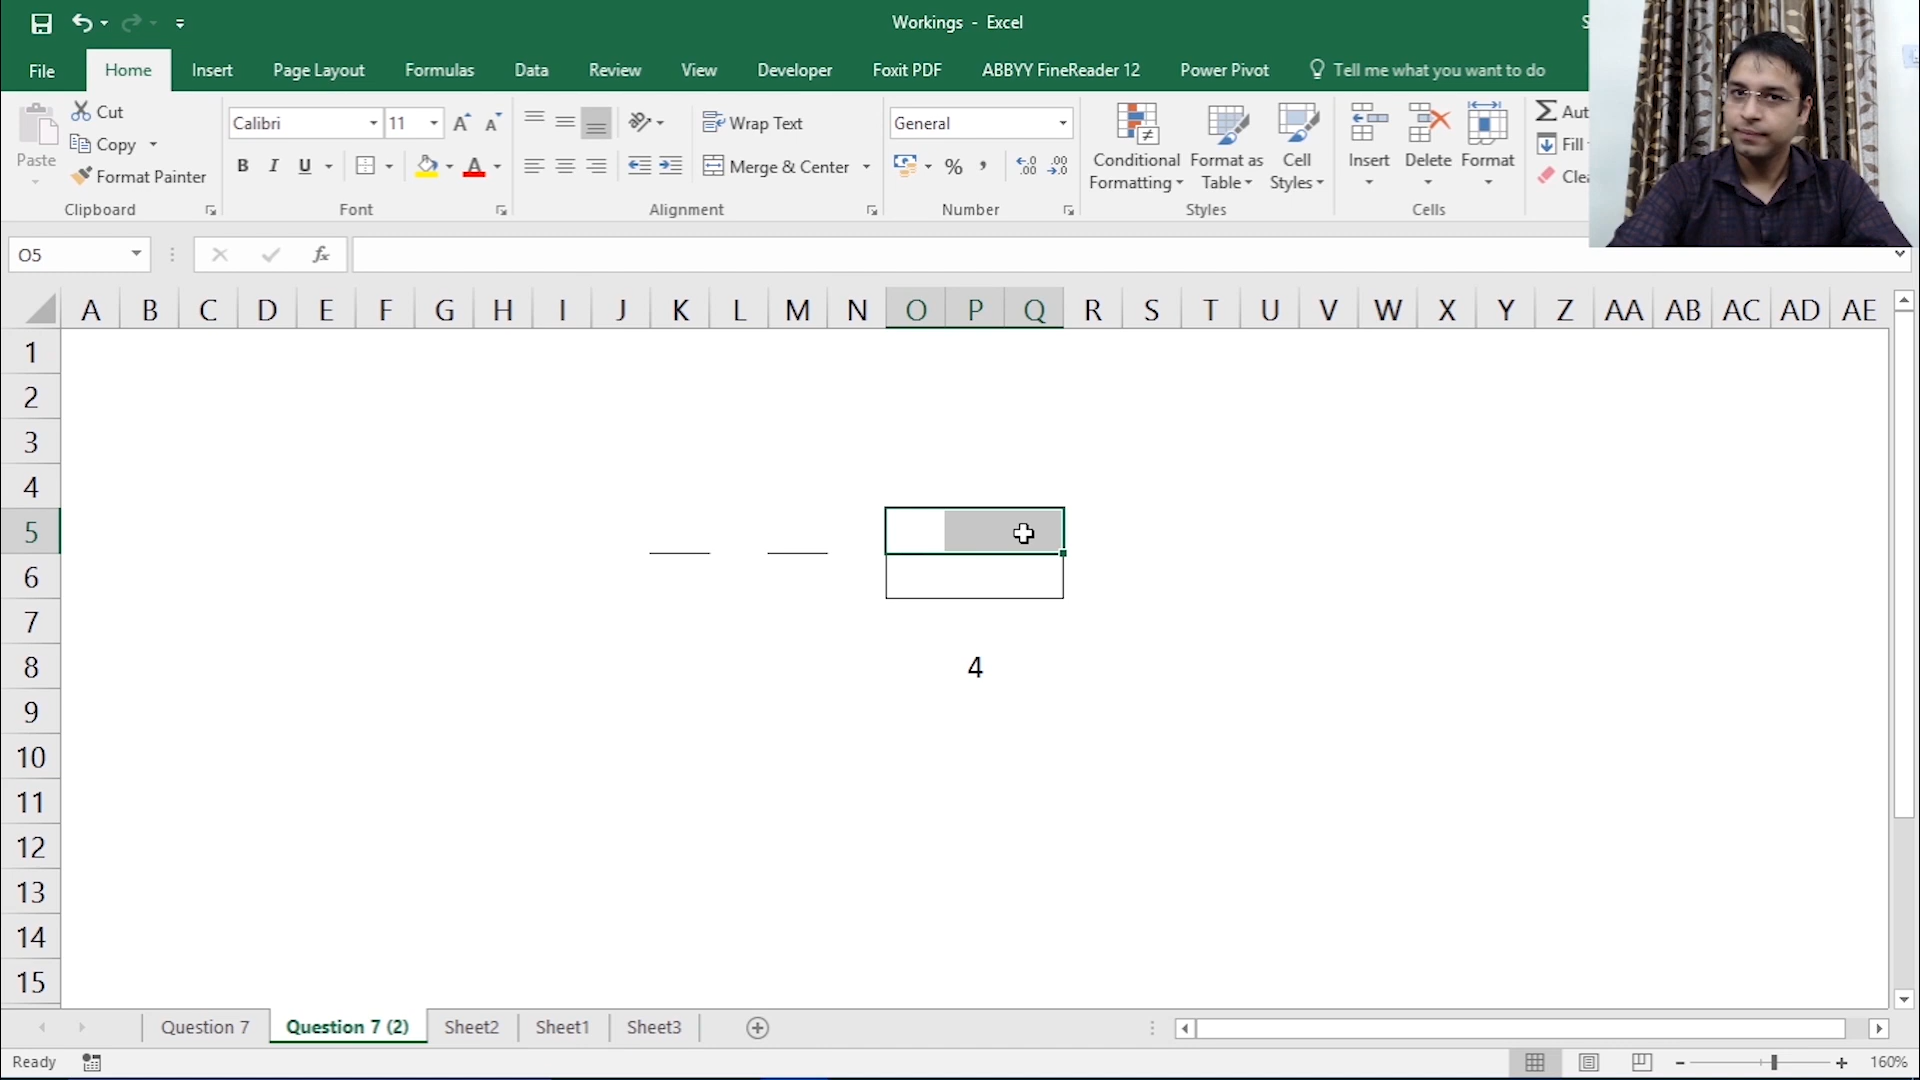 Workings - Excel
File Home Insert Page Layout Formulas Data Review View Developer Foxit PDF ABBYY FineReader 12 Power Pivot Tell me what you want to do
Paste
Cut
Copy
Format Painter
Clipboard
Calibri 11
B I U
Font
Wrap Text
Merge & Center
Alignment
General
%
Number
Conditional Formatting
Format as Table
Cell Styles
Styles
Insert Delete Format
Cells
Aut
Fill
Cle
O5 fx
A B C D E F G H I J K L M N O P Q R S T U V W X Y Z AA AB AC AD AE
1
2
3
4
5
6
7
8 4
9
10
11
12
13
14
15
Question 7 Question 7 (2) Sheet2 Sheet1 Sheet3
Ready 160%